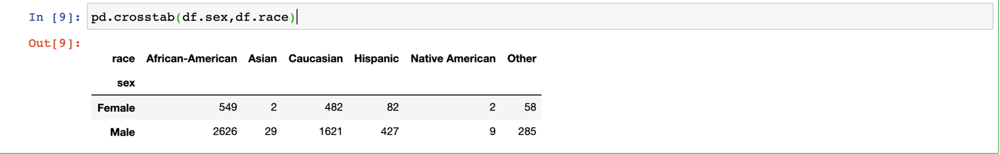 In [9]: pd.crosstab(df.sex,df.race)
Out[9]:
race African-American Asian Caucasian Hispanic Native American Other
sex
Female 549 2 482 82 2 58
Male 2626 29 1621 427 9 285